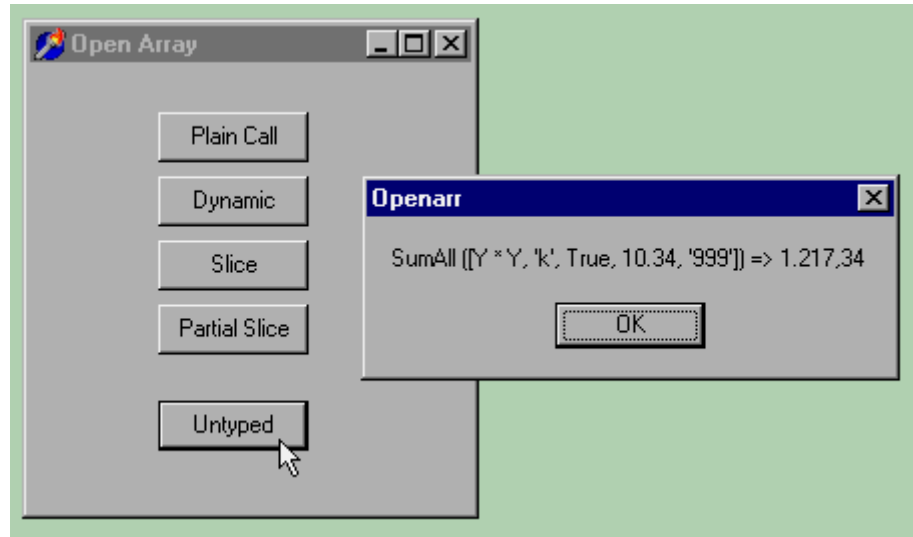 Open Array
Plain Call
Dynamic
Slice
Partial Slice
Untyped
Openarr
SumAll ([Y * Y, 'k', True, 10.34, '999']) => 1.217,34
OK